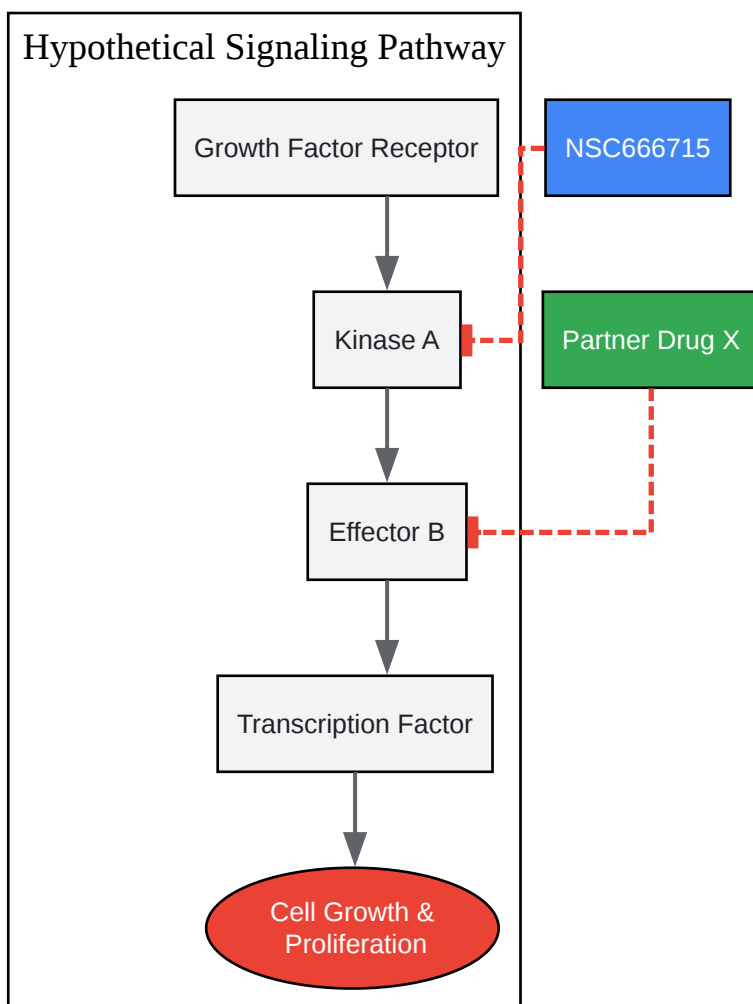 Hypothetical Signaling Pathway
Growth Factor Receptor
NSC666715
Kinase A
Partner Drug X
Effector B
Transcription Factor
Cell Growth &
Proliferation